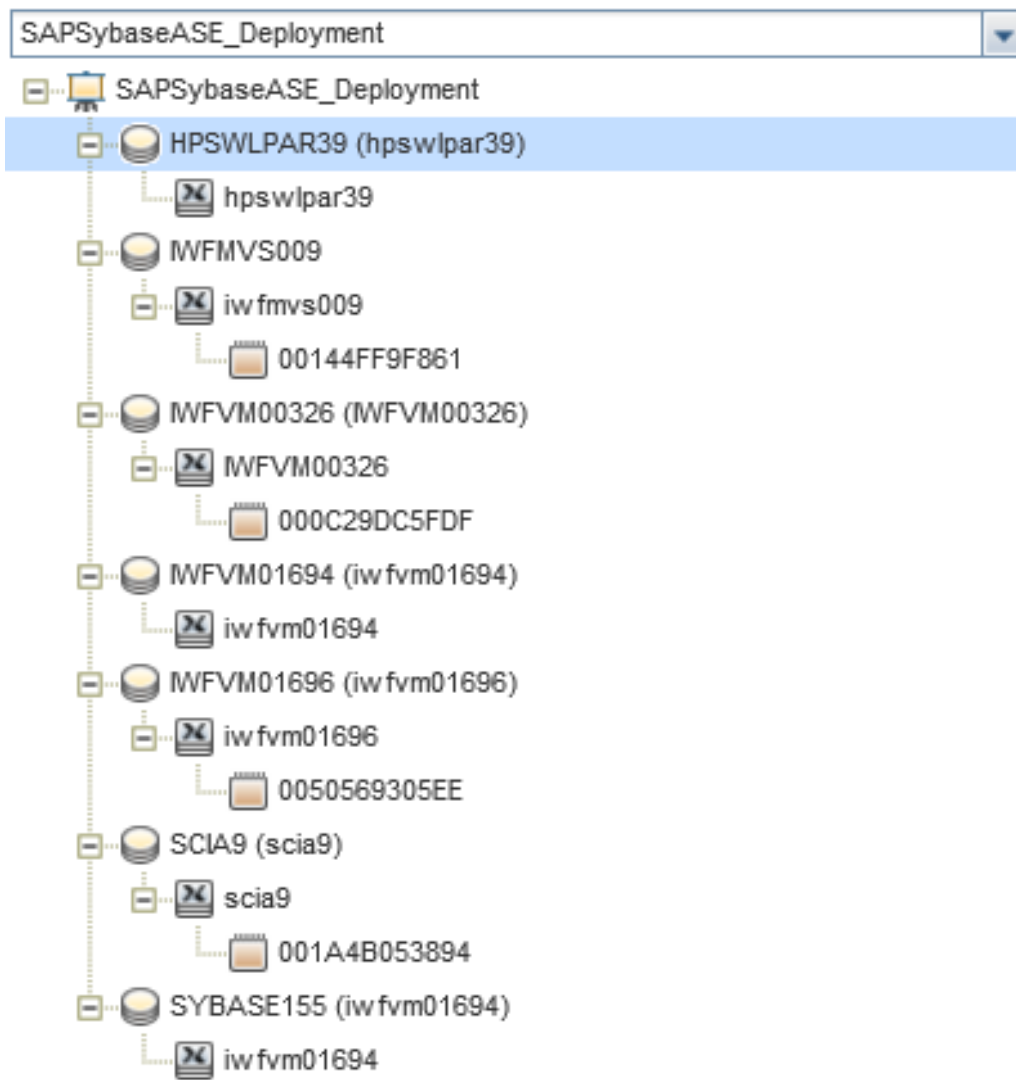 SAPSybaseASE_Deployment
SAPSybaseASE_Deployment
HPSWLPAR39 (hpswlpar39)
hpswlpar39
IWFMVS009
iwfmvs009
00144FF9F861
IWFVM00326 (IWFVM00326)
IWFVM00326
000C29DC5FDF
IWFVM01694 (iwfvm01694)
iwfvm01694
IWFVM01696 (iwfvm01696)
iwfvm01696
0050569305EE
SCIA9 (scia9)
scia9
001A4B053894
SYBASE155 (iwfvm01694)
iwfvm01694